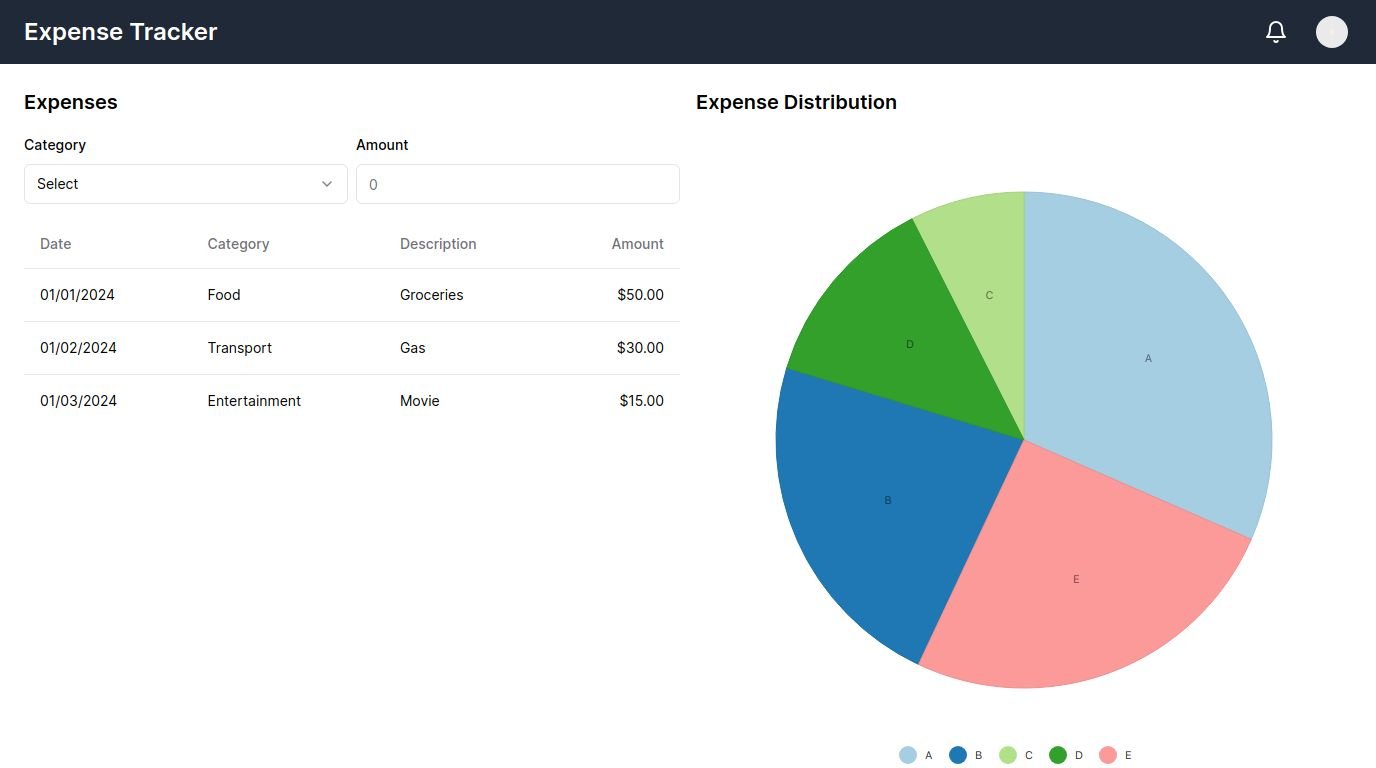 Expense Tracker
Expenses
Category Amount
Select 0
Date Category Description Amount
01/01/2024 Food Groceries $50.00
01/02/2024 Transport Gas $30.00
01/03/2024 Entertainment Movie $15.00
Expense Distribution
C
D
A
B
E
A B C D E